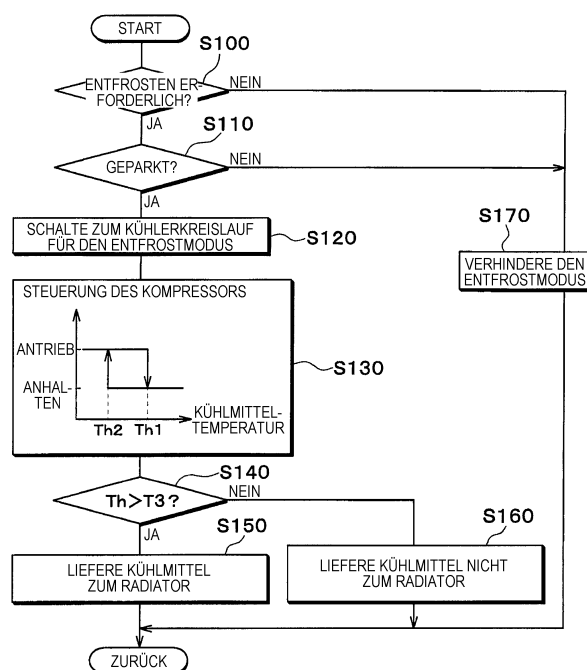 START
S100
ENTFROSTEN ER-
FORDERLICH?
NEIN
JA
S110
GEPARKT?
NEIN
JA
SCHALTE ZUM KÜHLERKREISLAUF
FÜR DEN ENTFROSTMODUS
S120
S170
VERHINDERE DEN
ENTFROSTMODUS
STEUERUNG DES KOMPRESSORS
ANTRIEB
ANHAL-
TEN
Th2
Th1
KÜHLMITTEL-
TEMPERATUR
S130
S140
Th>T3?
NEIN
JA
S150
LIEFERE KÜHLMITTEL
ZUM RADIATOR
S160
LIEFERE KÜHLMITTEL NICHT
ZUM RADIATOR
ZURÜCK